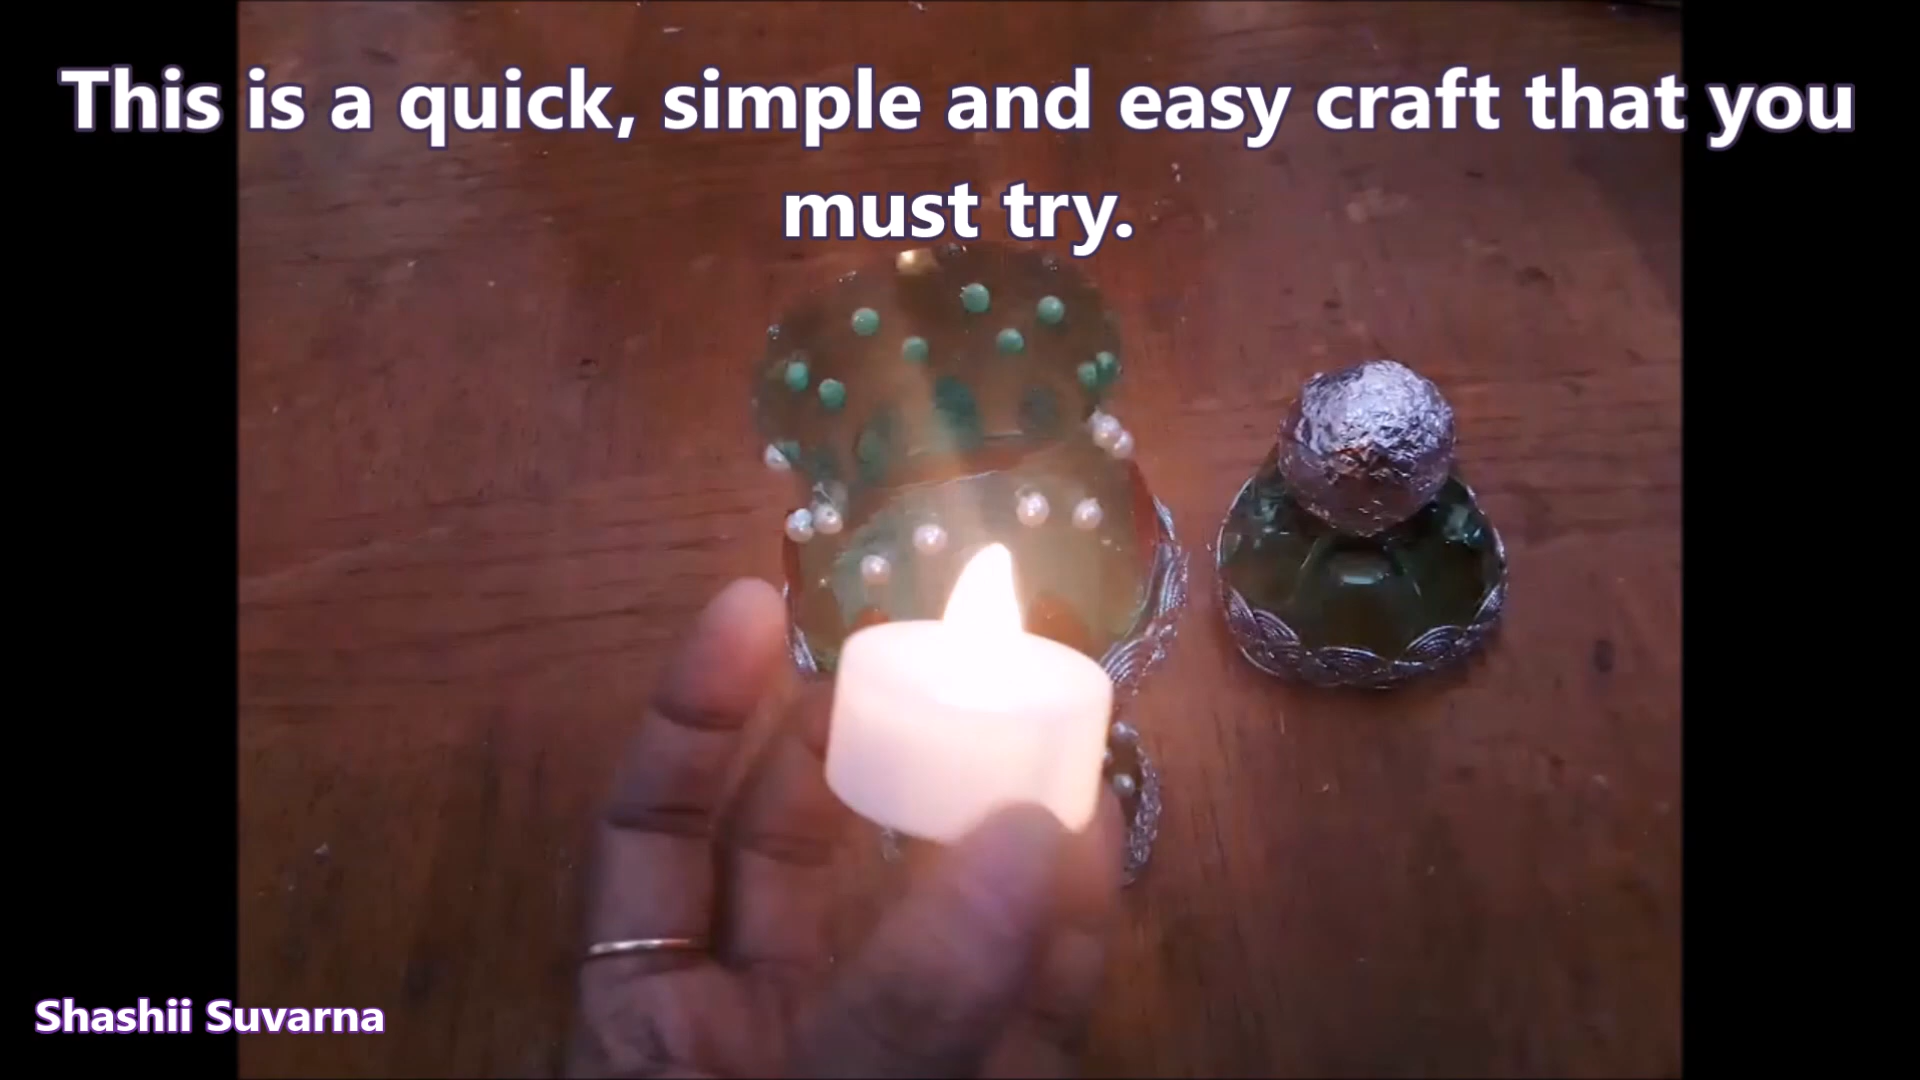 This is a quick, simple and easy craft that you
must try.
Shashii Suvarna